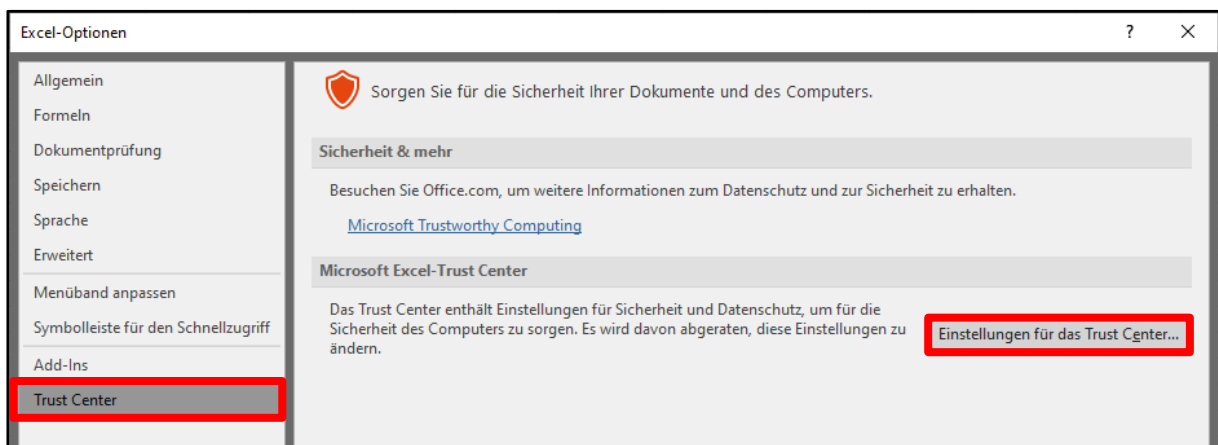 Excel-Optionen
?
Allgemein
Formeln
Dokumentprüfung
Speichern
Sprache
Erweitert
Menüband anpassen
Symbolleiste für den Schnellzugriff
Add-Ins
Trust Center
Sorgen Sie für die Sicherheit Ihrer Dokumente und des Computers.
Sicherheit & mehr
Besuchen Sie Office.com, um weitere Informationen zum Datenschutz und zur Sicherheit zu erhalten.
Microsoft Trustworthy Computing
Microsoft Excel-Trust Center
Das Trust Center enthält Einstellungen für Sicherheit und Datenschutz, um für die
Sicherheit des Computers zu sorgen. Es wird davon abgeraten, diese Einstellungen zu
ändern.
Einstellungen für das Trust Center...